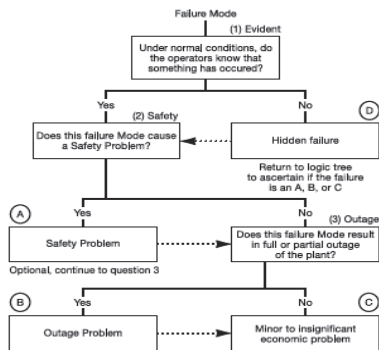 Failure Mode
(1) Evident
Under normal conditions, do
the operators know that
something has occured?
Yes
No
(2) Safety
D
Does this failure Mode cause
a Safety Problem?
Hidden failure
Return to logic tree
to ascertain if the failure
is an A, B, or C
A
Yes
No
(3) Outage
Safety Problem
Does this failure Mode result
in full or partial outage
of the plant?
Optional, continue to question 3
B
Yes
No
C
Outage Problem
Minor to insignificant
economic problem